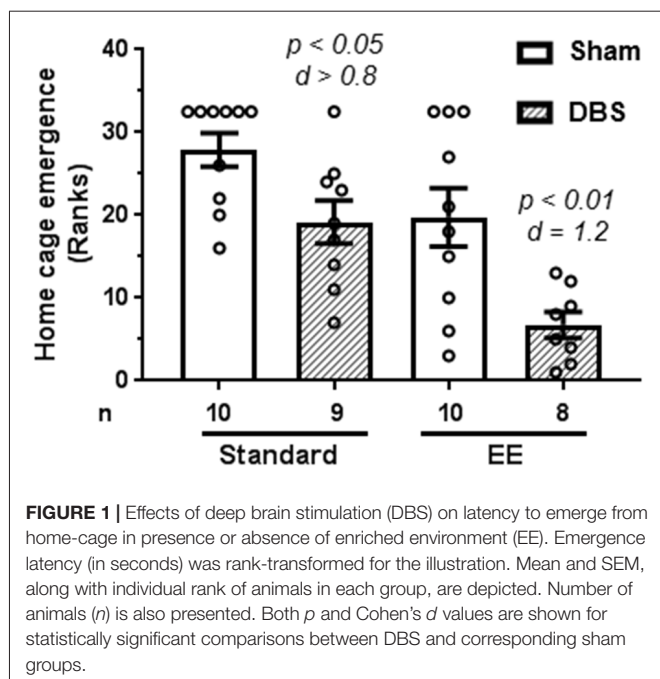 Home cage emergence
(Ranks)
40
30
20
10
0
p < 0.05
d > 0.8
Sham
DBS
p < 0.01
d = 1.2
n
10
9
10
8
Standard
EE
FIGURE 1 | Effects of deep brain stimulation (DBS) on latency to emerge from
home-cage in presence or absence of enriched environment (EE). Emergence
latency (in seconds) was rank-transformed for the illustration. Mean and SEM,
along with individual rank of animals in each group, are depicted. Number of
animals (n) is also presented. Both p and Cohen's d values are shown for
statistically significant comparisons between DBS and corresponding sham
groups.